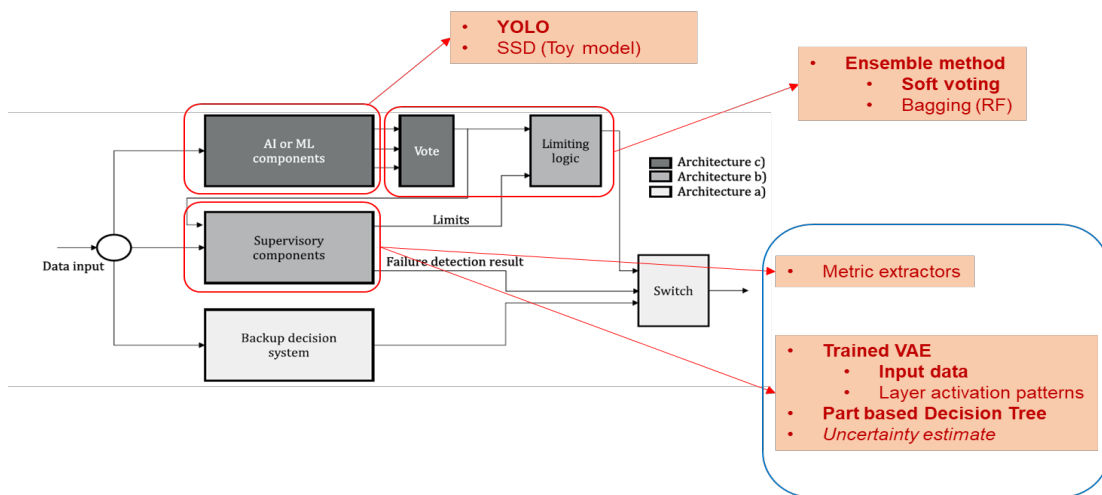 • YOLO
• SSD (Toy model)
• Ensemble method
• Soft voting
• Bagging (RF)
AI or ML
components
Vote
Limiting
logic
Architecture c)
Architecture b)
Architecture a)
Limits
Supervisory
components
Data input
Failure detection result
Switch
Backup decision
system
• Metric extractors
• Trained VAE
• Input data
• Layer activation patterns
• Part based Decision Tree
• Uncertainty estimate